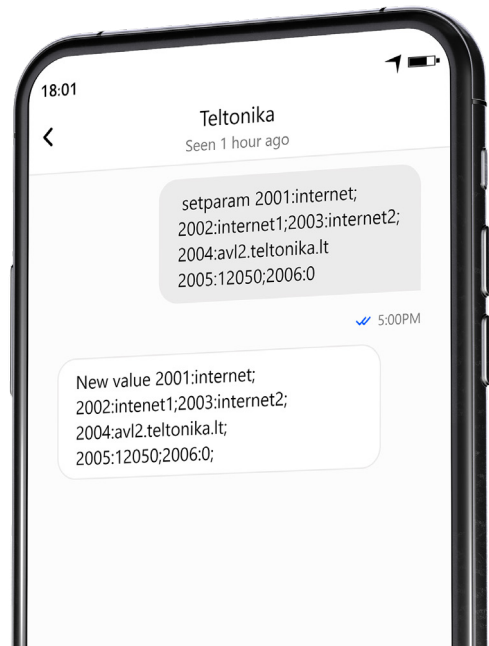 18:01
Teltonika
Seen 1 hour ago
setparam 2001:internet;
2002:internet1;2003:internet2;
2004:avl2.teltonika.lt
2005:12050;2006:0
5:00PM
New value 2001:internet;
2002:intenet1;2003:internet2;
2004:avl2.teltonika.lt;
2005:12050;2006:0;